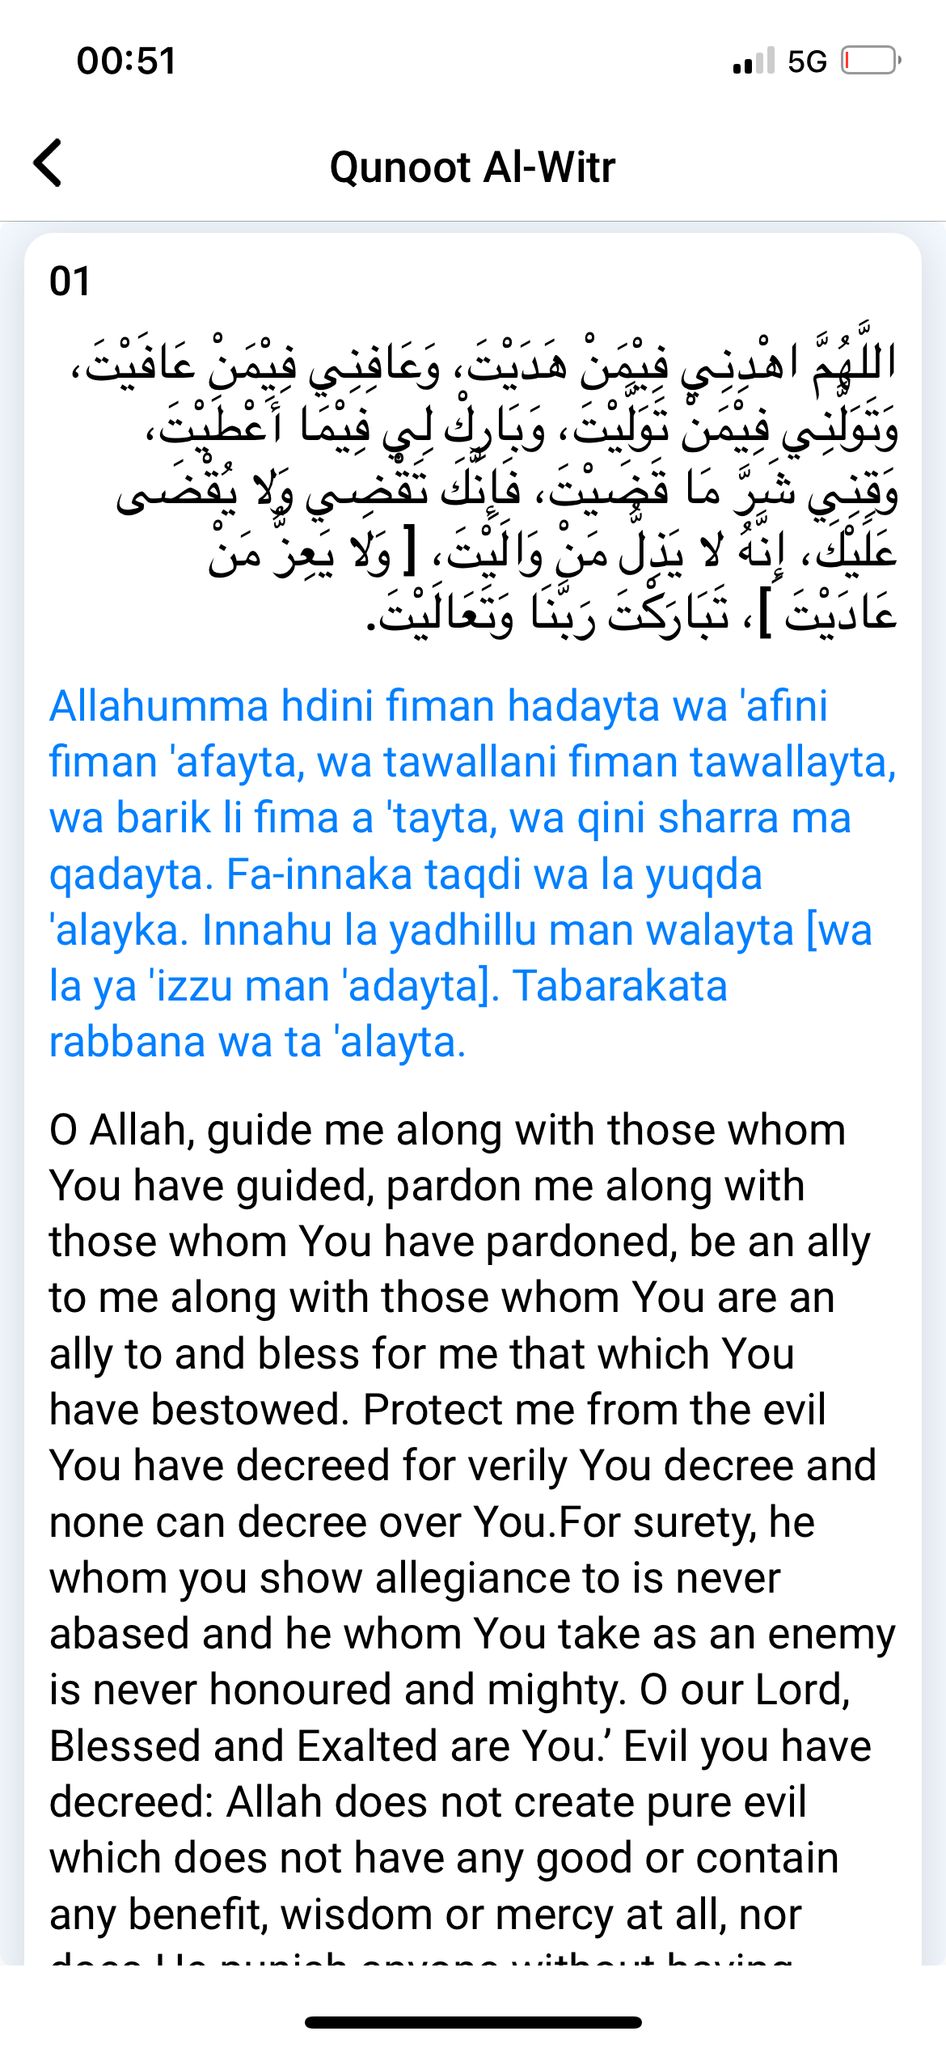 00:51
5G
Qunoot Al-Witr
01
اللَّهُمَّ اهْدِنِي فِيْمَنْ هَدَيْتَ، وَعَافِنِي فِيْمَنْ عَافَيْتَ،
وَتَوَلَّنِي فِيْمَنْ تَوَلَّيْتَ، وَبَارِكْ لِي فِيْمَا أَعْطَيْتَ،
وَقِنِي شَرَّ مَا قَضَيْتَ، فَإِنَّكَ تَقْضِي وَلا يُقْضَى
عَلَيْكَ، إِنَّهُ لا يَذِلُّ مَنْ وَالَيْتَ، [ وَلا يَعِزُّ مَنْ
عَادَيْتَ ]، تَبَارَكْتَ رَبَّنَا وَتَعَالَيْتَ.
Allahumma hdini fiman hadayta wa 'afini
fiman 'afayta, wa tawallani fiman tawallayta,
wa barik li fima a 'tayta, wa qini sharra ma
qadayta. Fa-innaka taqdi wa la yuqda
'alayka. Innahu la yadhillu man walayta [wa
la ya 'izzu man 'adayta]. Tabarakata
rabbana wa ta 'alayta.
O Allah, guide me along with those whom
You have guided, pardon me along with
those whom You have pardoned, be an ally
to me along with those whom You are an
ally to and bless for me that which You
have bestowed. Protect me from the evil
You have decreed for verily You decree and
none can decree over You.For surety, he
whom you show allegiance to is never
abased and he whom You take as an enemy
is never honoured and mighty. O our Lord,
Blessed and Exalted are You.’ Evil you have
decreed: Allah does not create pure evil
which does not have any good or contain
any benefit, wisdom or mercy at all, nor
does He punish anyone without having